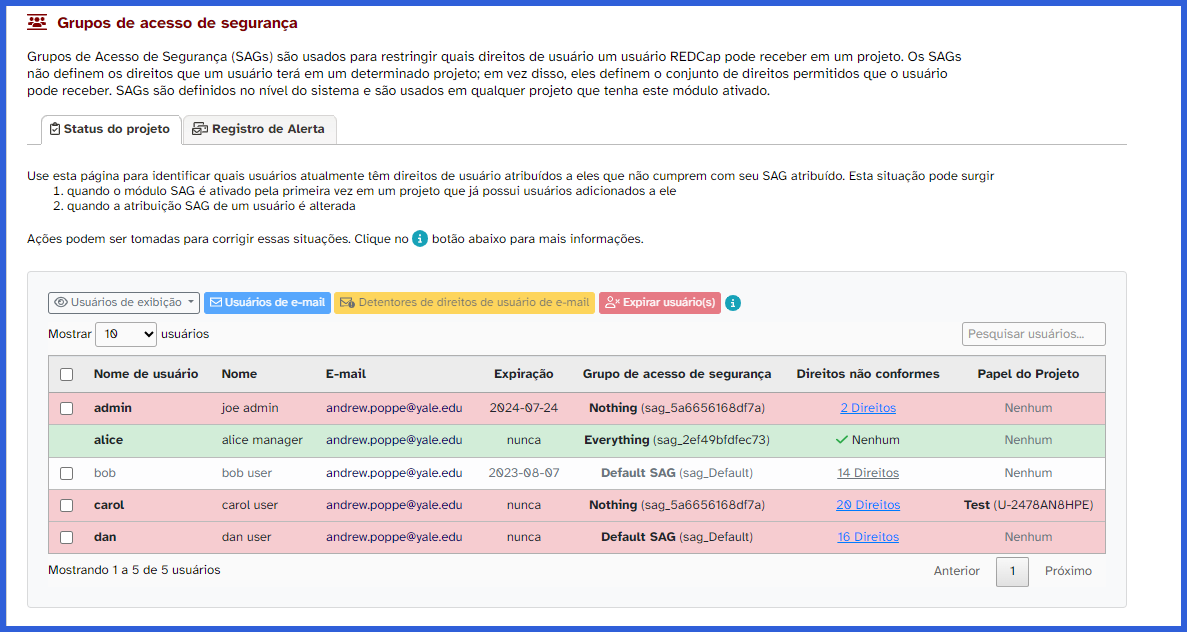 Grupos de acesso de segurança
Grupos de Acesso de Segurança (SAGs) são usados para restringir quais direitos de usuário um usuário REDCap pode receber em um projeto. Os SAGs
não definem os direitos que um usuário terá em um determinado projeto; em vez disso, eles definem o conjunto de direitos permitidos que o usuário
pode receber. SAGs são definidos no nível do sistema e são usados em qualquer projeto que tenha este módulo ativado.
Status do projeto Registro de Alerta
Use esta página para identificar quais usuários atualmente têm direitos de usuário atribuídos a eles que não cumprem com seu SAG atribuído. Esta situação pode surgir
1. quando o módulo SAG é ativado pela primeira vez em um projeto que já possui usuários adicionados a ele
2. quando a atribuição SAG de um usuário é alterada
Ações podem ser tomadas para corrigir essas situações. Clique no i botão abaixo para mais informações.
Usuários de exibição Usuários de e-mail Detentores de direitos de usuário de e-mail Expirar usuário(s) i
Mostrar 10 usuários Pesquisar usuários...
Nome de usuário Nome E-mail Expiração Grupo de acesso de segurança Direitos não conformes Papel do Projeto
admin joe admin andrew.poppe@yale.edu 2024-07-24 Nothing (sag_5a6656168df7a) 2 Direitos Nenhum
alice alice manager andrew.poppe@yale.edu nunca Everything (sag_2ef49bfdfec73) Nenhum Nenhum
bob bob user andrew.poppe@yale.edu 2023-08-07 Default SAG (sag_Default) 14 Direitos Nenhum
carol carol user andrew.poppe@yale.edu nunca Nothing (sag_5a6656168df7a) 20 Direitos Test (U-2478AN8HPE)
dan dan user andrew.poppe@yale.edu nunca Default SAG (sag_Default) 16 Direitos Nenhum
Mostrando 1 a 5 de 5 usuários Anterior 1 Próximo